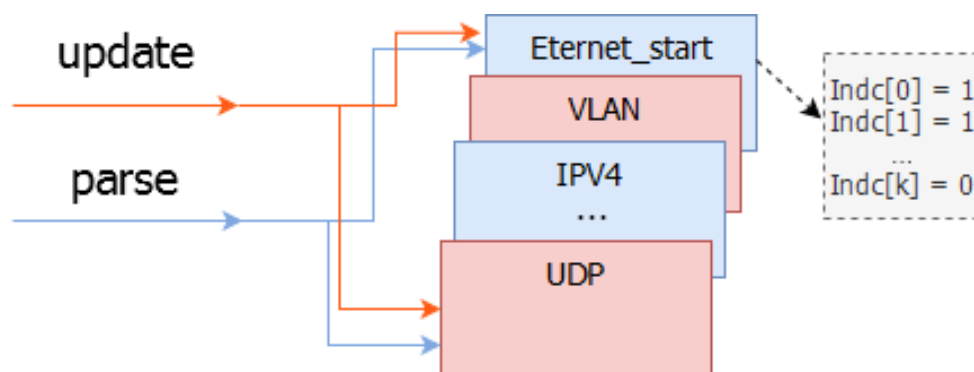 update
parse
Eternet_start
VLAN
IPV4
...
UDP
Indc[0] = 1
Indc[1] = 1
...
Indc[k] = 0